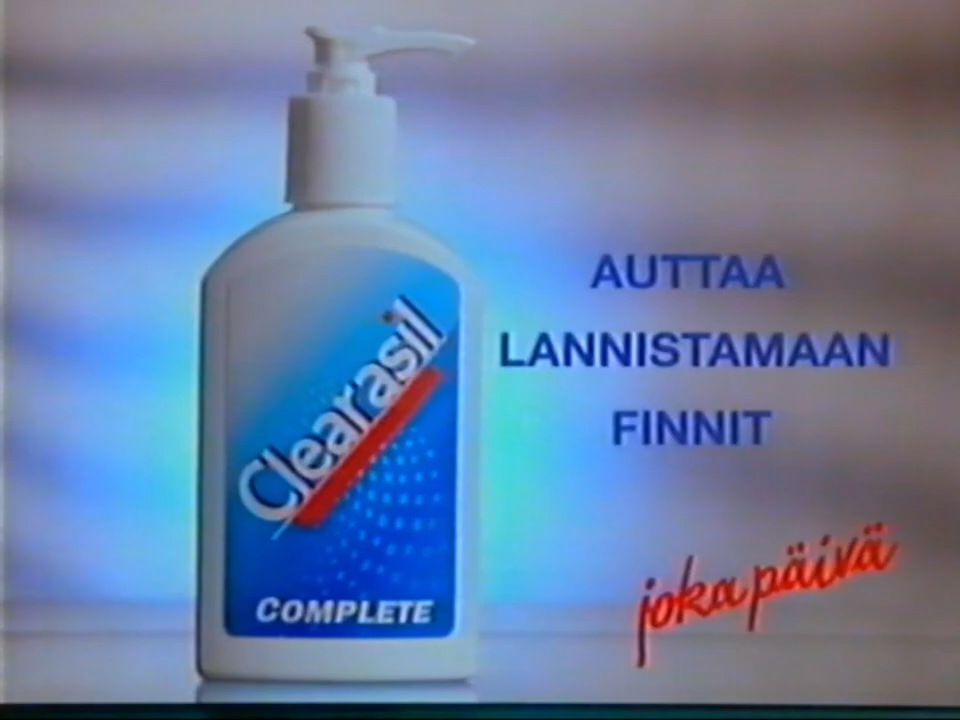 Clearasil
COMPLETE
AUTTAA
LANNISTAMAAN
FINNIT
joka päivä